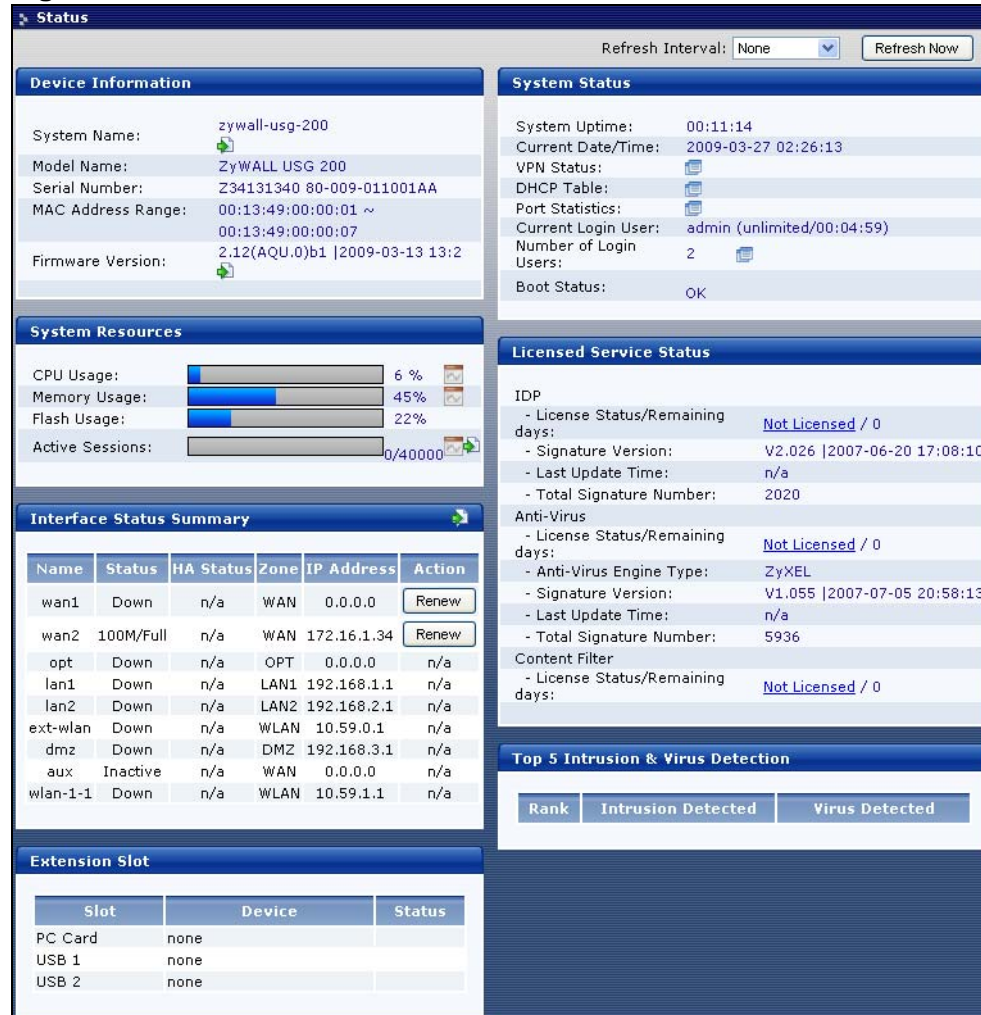 Status
Refresh Interval: None Refresh Now
Device Information
System Name: zywall-usg-200
Model Name: ZyWALL USG 200
Serial Number: Z34131340 80-009-011001AA
MAC Address Range: 00:13:49:00:00:01 ~
00:13:49:00:00:07
Firmware Version: 2.12(AQU.0)b1 |2009-03-13 13:2
System Resources
CPU Usage: 6 %
Memory Usage: 45%
Flash Usage: 22%
Active Sessions: 0/40000
Interface Status Summary
Name Status HA Status Zone IP Address Action
wan1 Down n/a WAN 0.0.0.0 Renew
wan2 100M/Full n/a WAN 172.16.1.34 Renew
opt Down n/a OPT 0.0.0.0 n/a
lan1 Down n/a LAN1 192.168.1.1 n/a
lan2 Down n/a LAN2 192.168.2.1 n/a
ext-wlan Down n/a WLAN 10.59.0.1 n/a
dmz Down n/a DMZ 192.168.3.1 n/a
aux Inactive n/a WAN 0.0.0.0 n/a
wlan-1-1 Down n/a WLAN 10.59.1.1 n/a
Extension Slot
Slot Device Status
PC Card none
USB 1 none
USB 2 none
System Status
System Uptime: 00:11:14
Current Date/Time: 2009-03-27 02:26:13
VPN Status:
DHCP Table:
Port Statistics:
Current Login User: admin (unlimited/00:04:59)
Number of Login
Users: 2
Boot Status: OK
Licensed Service Status
IDP
- License Status/Remaining
days: Not Licensed / 0
- Signature Version: V2.026 |2007-06-20 17:08:10
- Last Update Time: n/a
- Total Signature Number: 2020
Anti-Virus
- License Status/Remaining
days: Not Licensed / 0
- Anti-Virus Engine Type: ZyXEL
- Signature Version: V1.055 |2007-07-05 20:58:13
- Last Update Time: n/a
- Total Signature Number: 5936
Content Filter
- License Status/Remaining
days: Not Licensed / 0
Top 5 Intrusion & Virus Detection
Rank Intrusion Detected Virus Detected